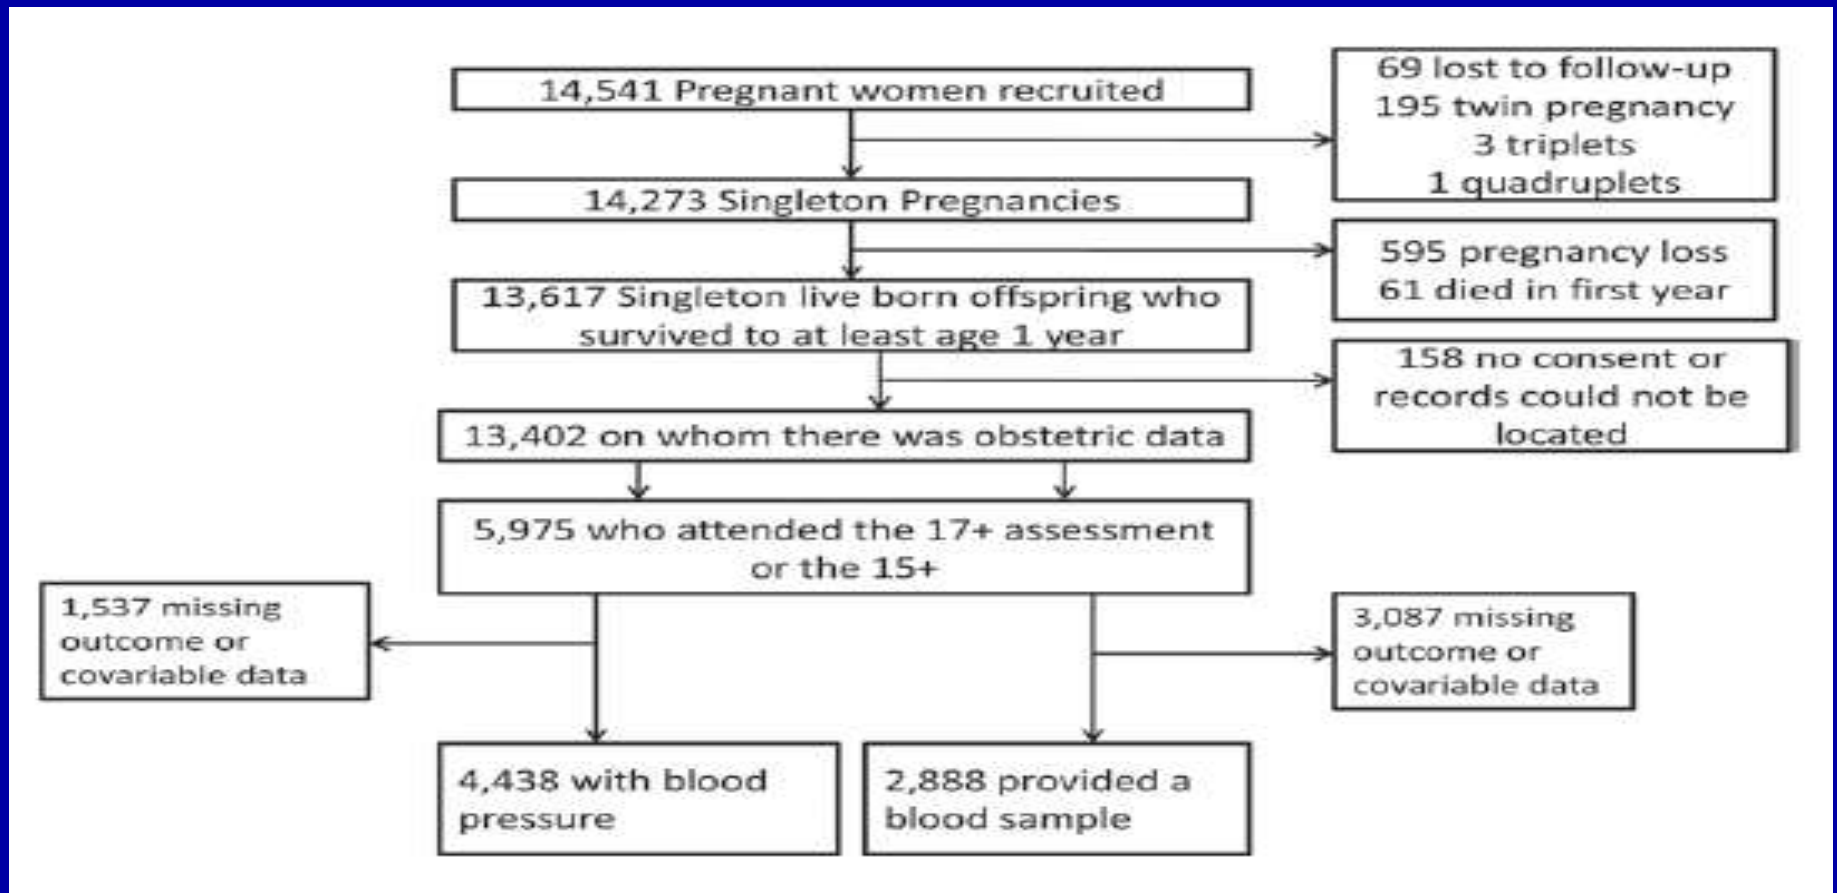 14,541 Pregnant women recruited
69 lost to follow-up
195 twin pregnancy
3 triplets
1 quadruplets
14,273 Singleton Pregnancies
595 pregnancy loss
61 died in first year
13,617 Singleton live born offspring who
survived to at least age 1 year
158 no consent or
records could not be
located
13,402 on whom there was obstetric data
5,975 who attended the 17+ assessment
or the 15+
1,537 missing
outcome or
covariable data
3,087 missing
outcome or
covariable data
4,438 with blood
pressure
2,888 provided a
blood sample